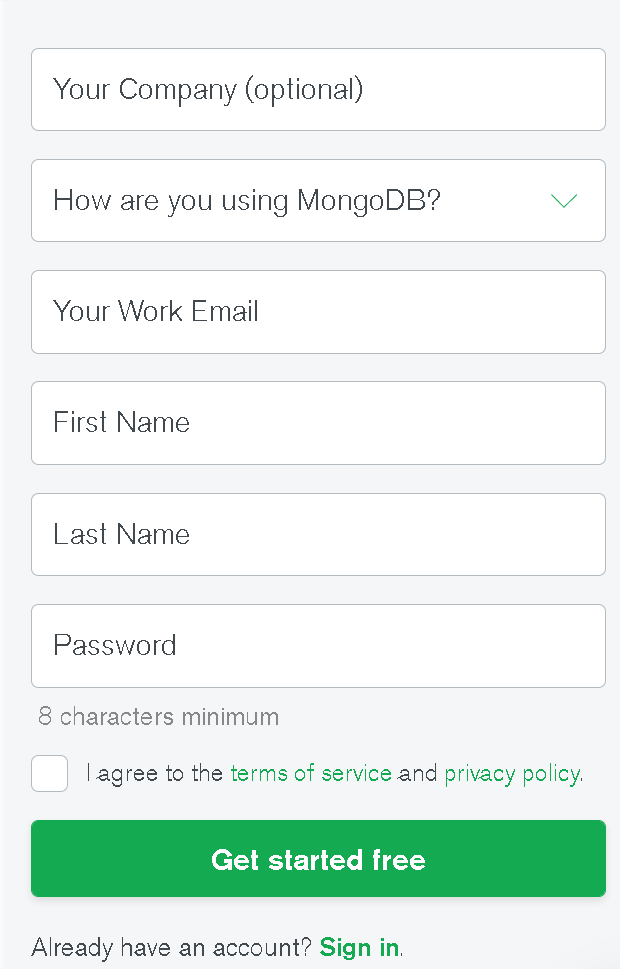 Your Company (optional)
How are you using MongoDB?
Your Work Email
First Name
Last Name
Password
8 characters minimum
I agree to the terms of service and privacy policy.
Get started free
Already have an account? Sign in.